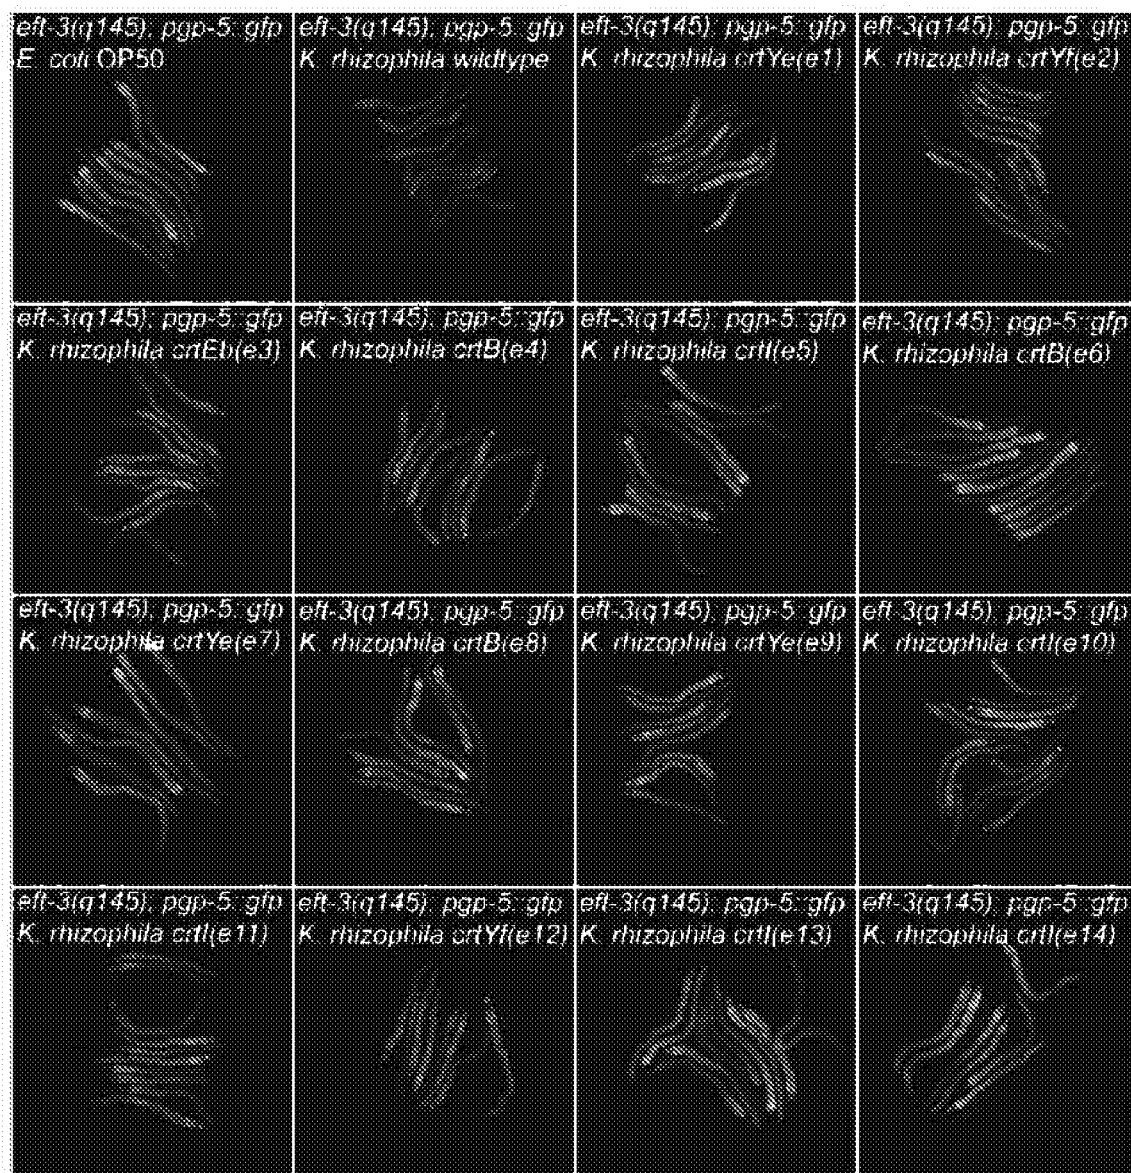 eft-3(q145); pgp-5::gfp
E. coli OP50
eft-3(q145); pgp-5::gfp
K. rhizophila wildtype
eft-3(q145); pgp-5::gfp
K. rhizophila crtYe(e1)
eft-3(q145); pgp-5::gfp
K. rhizophila crtYf(e2)
eft-3(q145); pgp-5::gfp
K. rhizophila crtEb(e3)
eft-3(q145); pgp-5::gfp
K. rhizophila crtB(e4)
eft-3(q145); pgp-5::gfp
K. rhizophila crtI(e5)
eft-3(q145); pgp-5::gfp
K. rhizophila crtB(e6)
eft-3(q145); pgp-5::gfp
K. rhizophila crtYe(e7)
eft-3(q145); pgp-5::gfp
K. rhizophila crtB(e8)
eft-3(q145); pgp-5::gfp
K. rhizophila crtYe(e9)
eft-3(q145); pgp-5::gfp
K. rhizophila crtI(e10)
eft-3(q145); pgp-5::gfp
K. rhizophila crtI(e11)
eft-3(q145); pgp-5::gfp
K. rhizophila crtYf(e12)
eft-3(q145); pgp-5::gfp
K. rhizophila crtI(e13)
eft-3(q145); pgp-5::gfp
K. rhizophila crtI(e14)